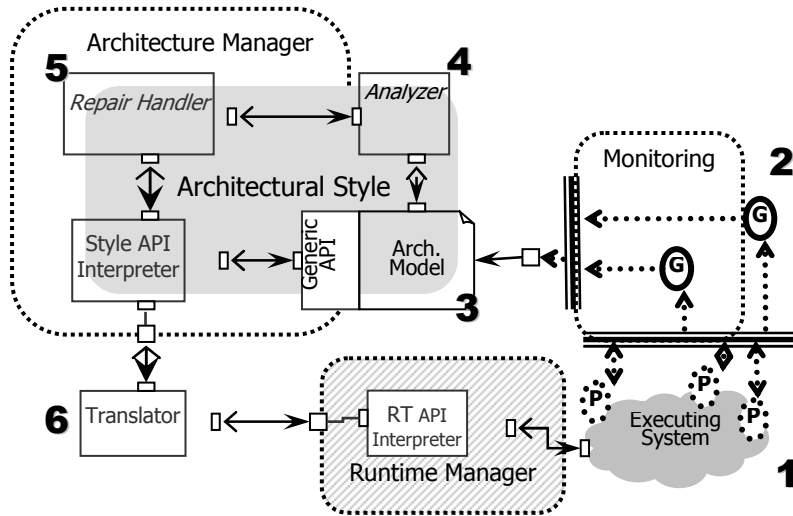 Architecture Manager
5
4
2
Repair Handler
Analyzer
Monitoring
Architectural Style
G
G
Style API
Interpreter
Generic
API
Arch.
Model
3
P
P
P
6
Translator
RT API
Interpreter
Executing
System
Runtime Manager
1